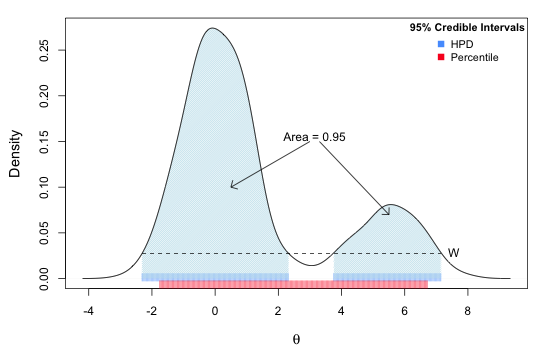 95% Credible Intervals
HPD
Percentile
Area = 0.95
W
Density
0.25
0.20
0.15
0.10
0.05
0.00
-4 -2 0 2 4 6 8
θ